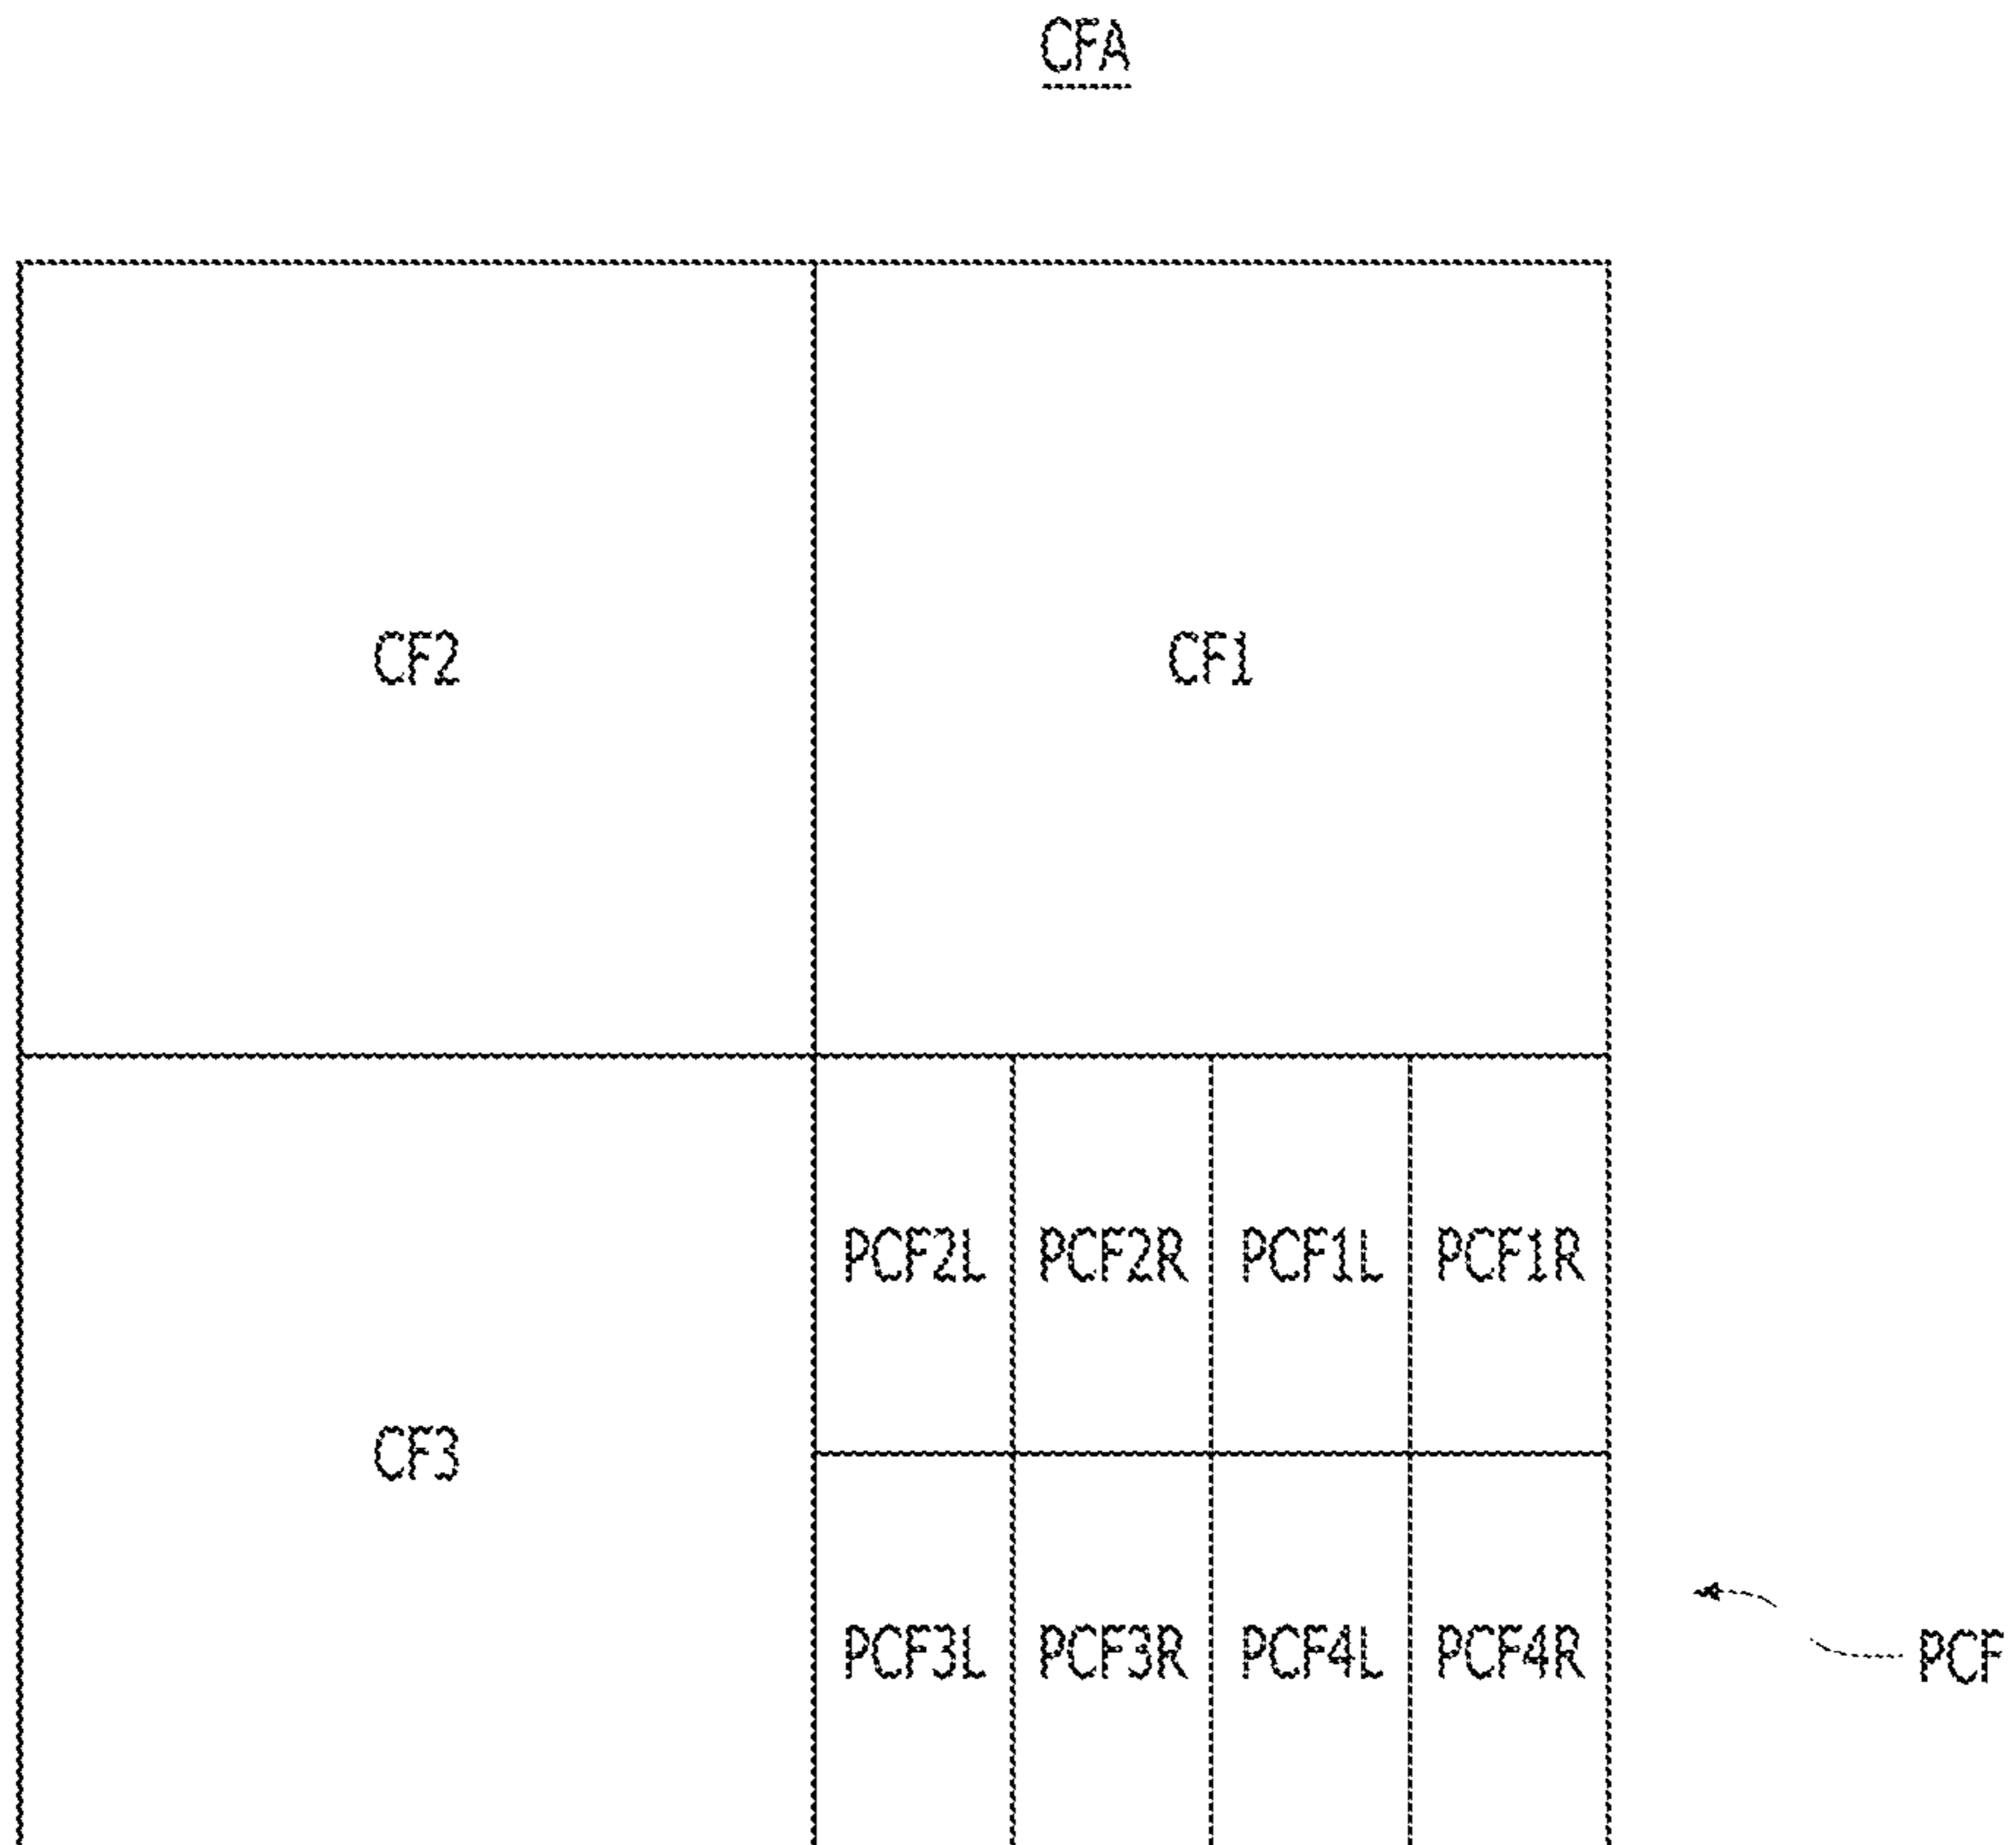 CFA
CF2 CF1
PCF2L PCF2R PCF1L PCF1R
CF3
PCF3L PCF3R PCF4L PCF4R
PCF